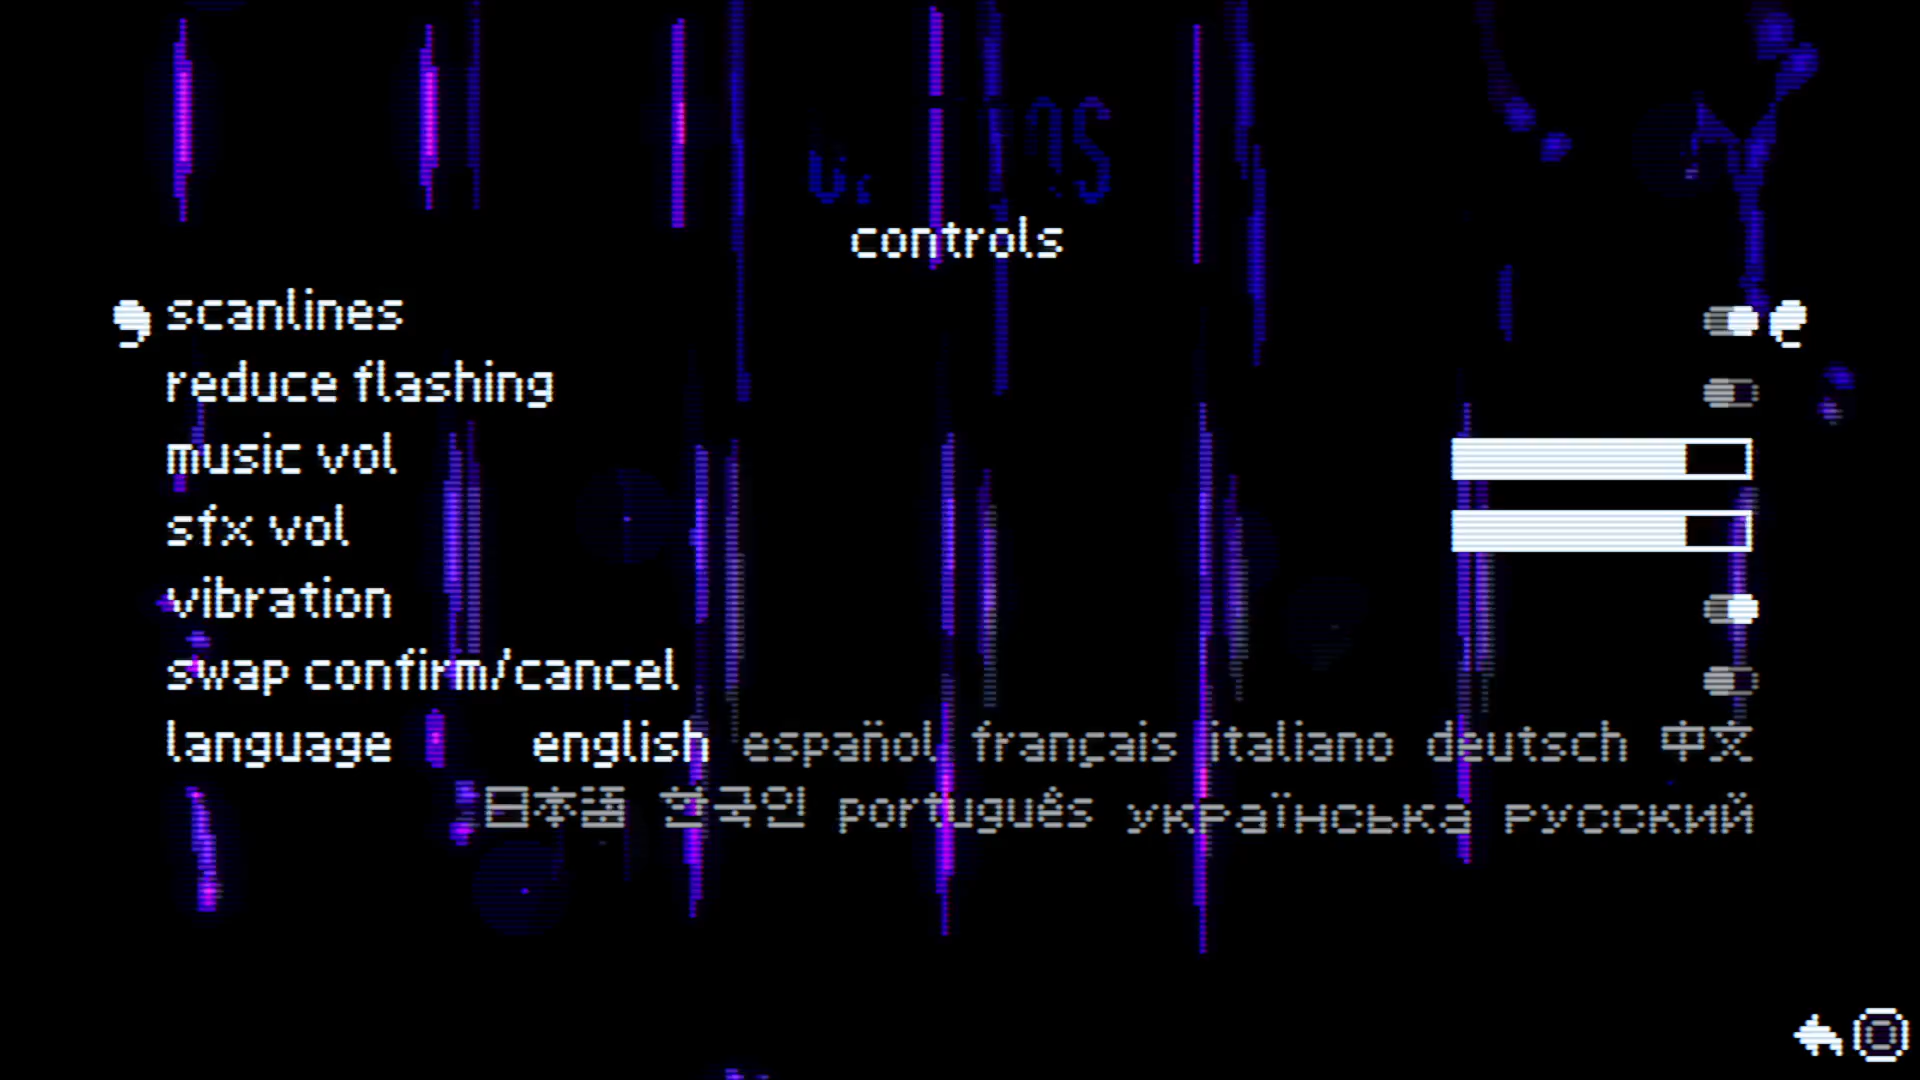 controls
scanlines
reduce flashing
music vol
sfx vol
vibration
swap confirm/cancel
language english español français italiano deutsch 中文
日本語 한국인 português українська русский